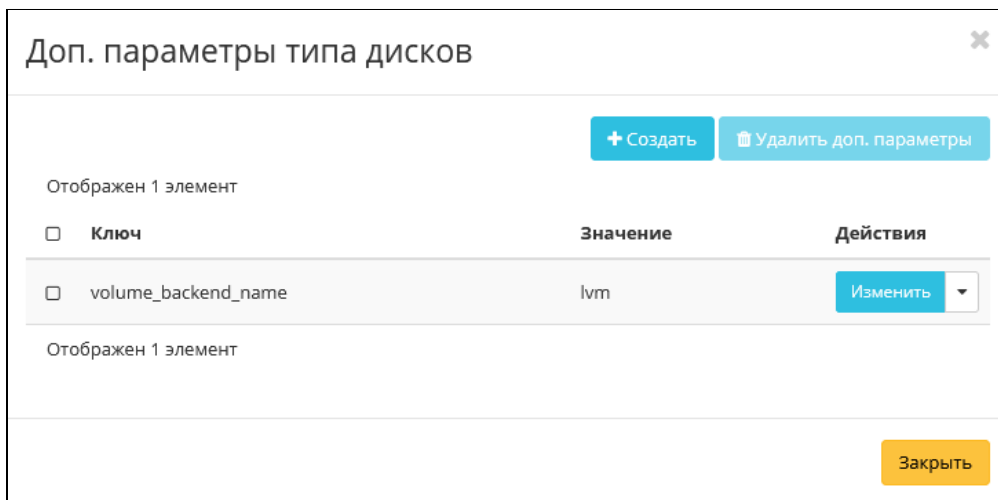 Доп. параметры типа дисков
Создать Удалить доп. параметры
Отображен 1 элемент
Ключ Значение Действия
volume_backend_name lvm Изменить
Отображен 1 элемент
Закрыть